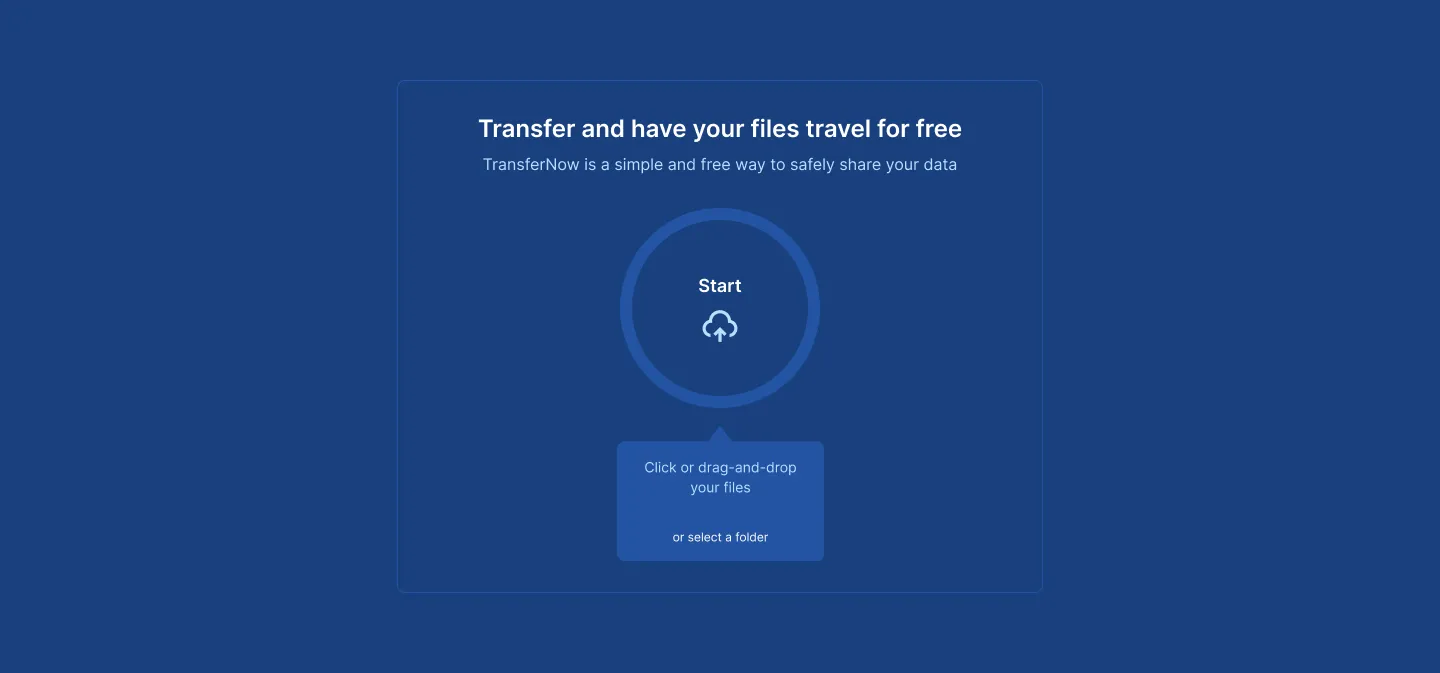 Transfer and have your files travel for free
TransferNow is a simple and free way to safely share your data
Start
Click or drag-and-drop
your files
or select a folder